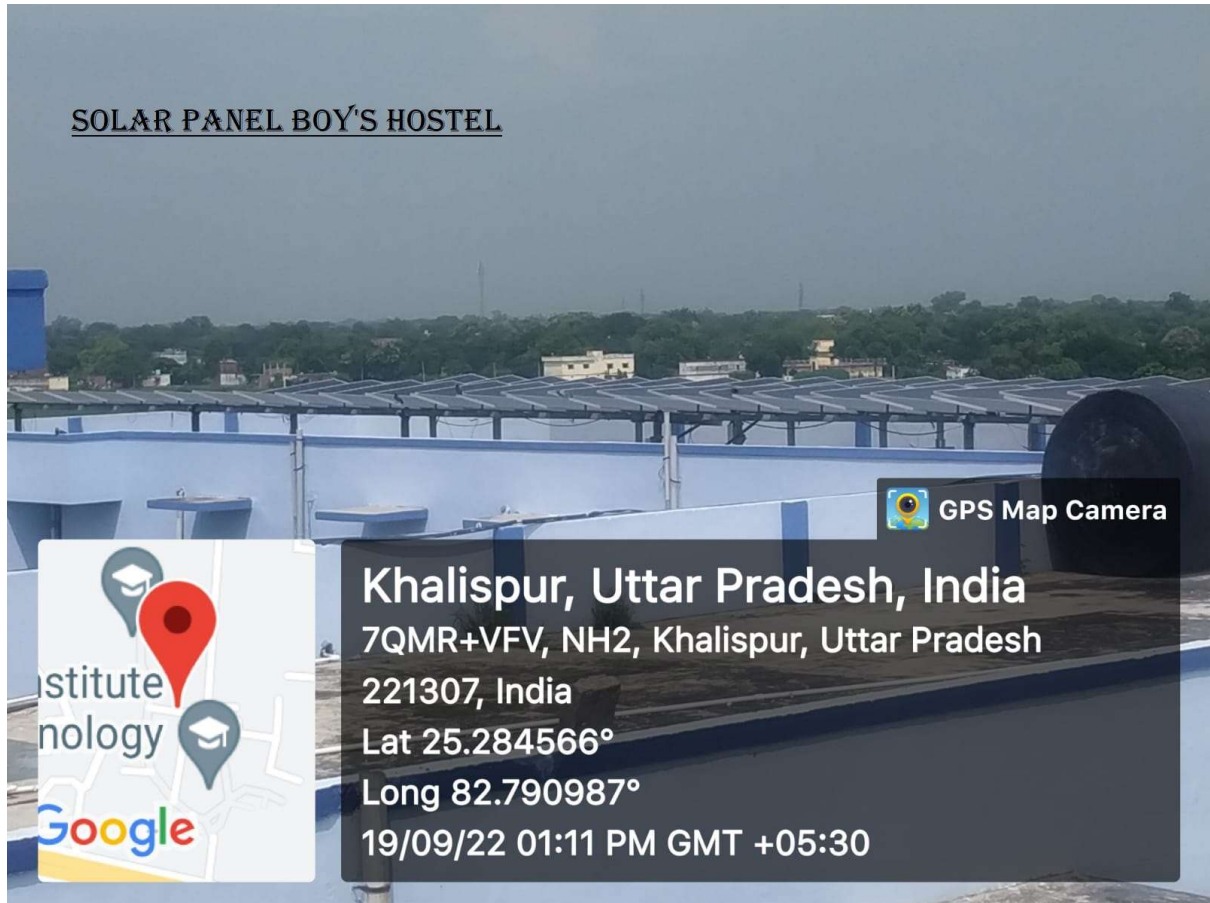 SOLAR PANEL BOY'S HOSTEL
GPS Map Camera
Khalispur, Uttar Pradesh, India
7QMR+VFV, NH2, Khalispur, Uttar Pradesh
221307, India
Lat 25.284566°
Long 82.790987°
19/09/22 01:11 PM GMT +05:30
stitute
nology
Google